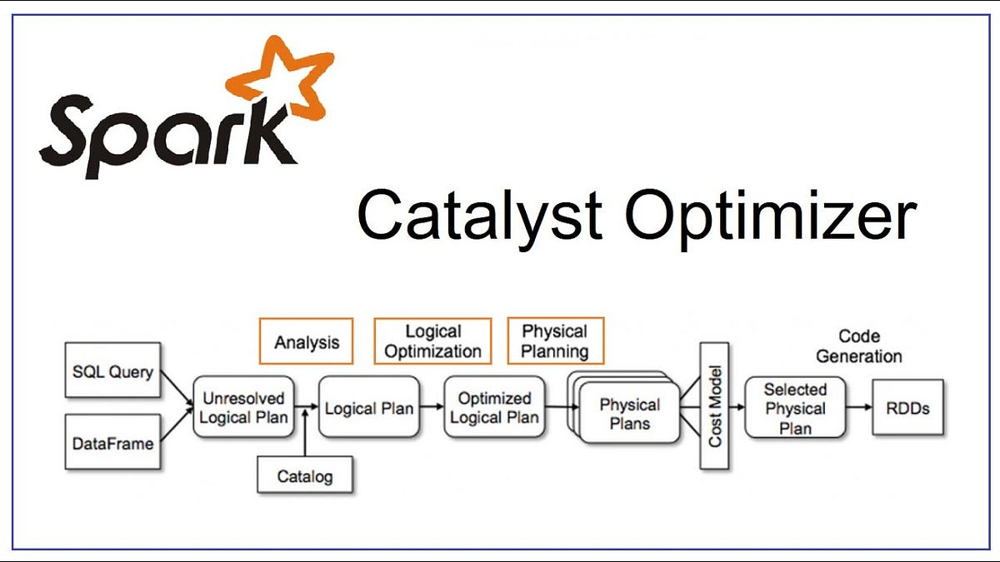 Spark
Catalyst Optimizer
Analysis
Logical
Optimization
Physical
Planning
Code
Generation
SQL Query
DataFrame
Unresolved
Logical Plan
Catalog
Logical Plan
Optimized
Logical Plan
Physical
Plans
Cost Model
Selected
Physical
Plan
RDDs